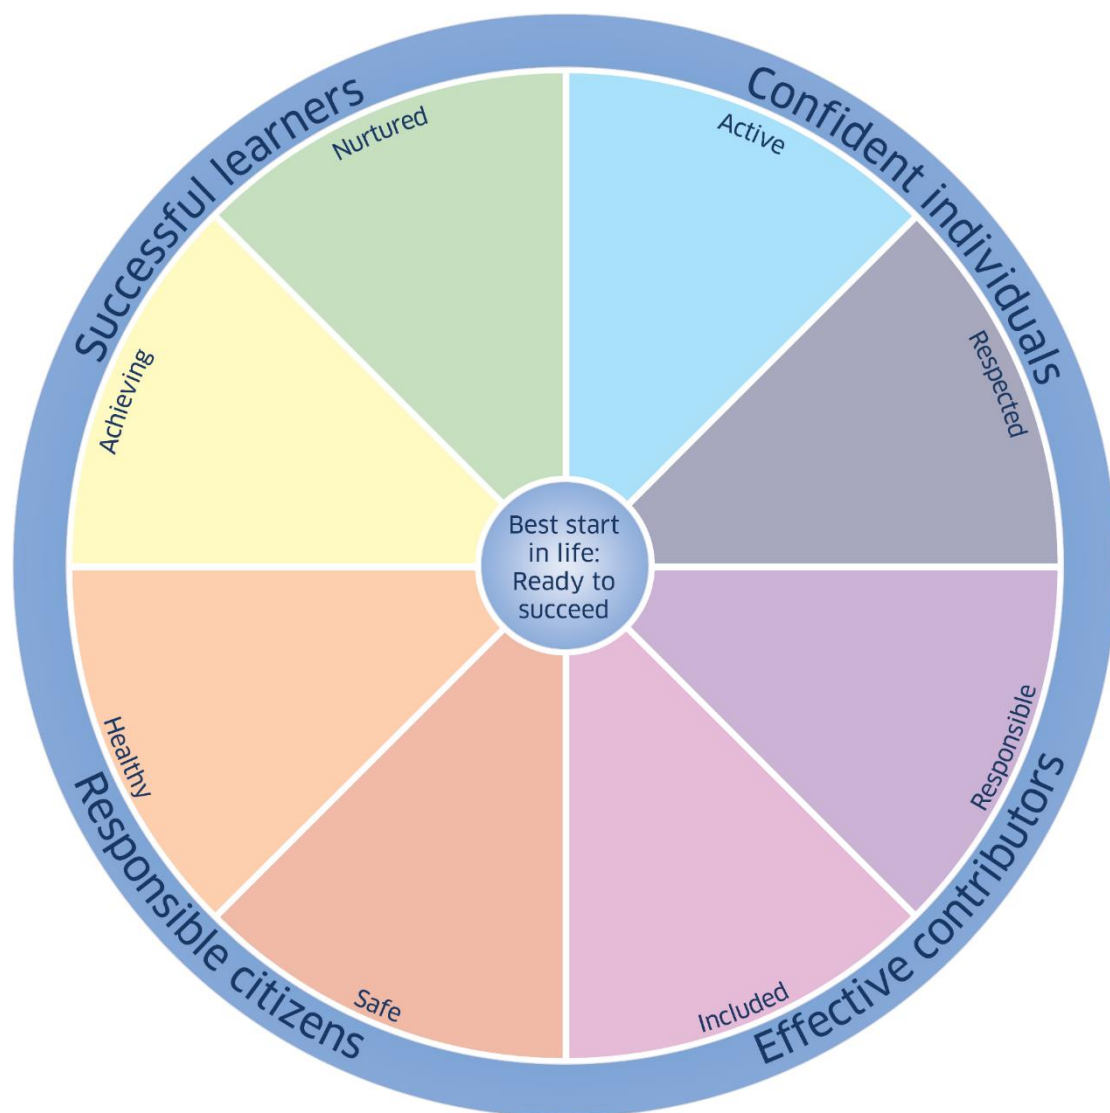 Successful learners
Confident individuals
Nurtured
Active
Achieving
Respected
Best start
in life:
Ready to
succeed
Healthy
Responsible
Safe
Included
Responsible citizens
Effective contributors